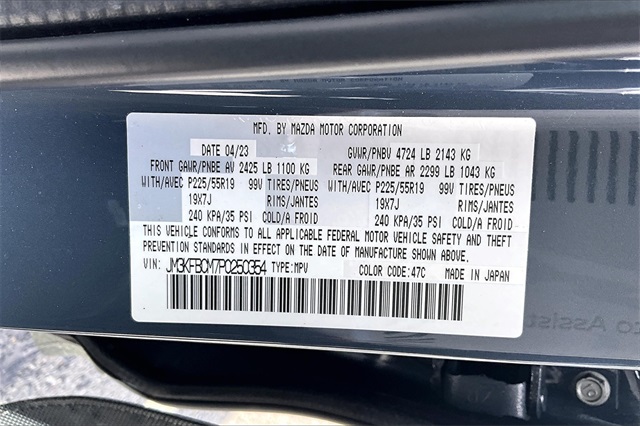 MFD. BY MAZDA MOTOR CORPORATION
DATE 04/23 GVWR/PNBV 4724 LB 2143 KG
FRONT GAWR/PNBE AV 2425 LB 1100 KG REAR GAWR/PNBE AR 2299 LB 1043 KG
WITH/AVEC P225/55R19 99V TIRES/PNEUS WITH/AVEC P225/55R19 99V TIRES/PNEUS
19X7J RIMS/JANTES 19X7J RIMS/JANTES
240 KPA/35 PSI COLD/A FROID 240 KPA/35 PSI COLD/A FROID
THIS VEHICLE CONFORMS TO ALL APPLICABLE FEDERAL MOTOR VEHICLE SAFETY AND THEFT
PREVENTION STANDARDS IN EFFECT ON THE DATE OF MANUFACTURE SHOWN ABOVE.
VIN: JM3KFBCM7P0250354 TYPE:MPV COLOR CODE:47C MADE IN JAPAN